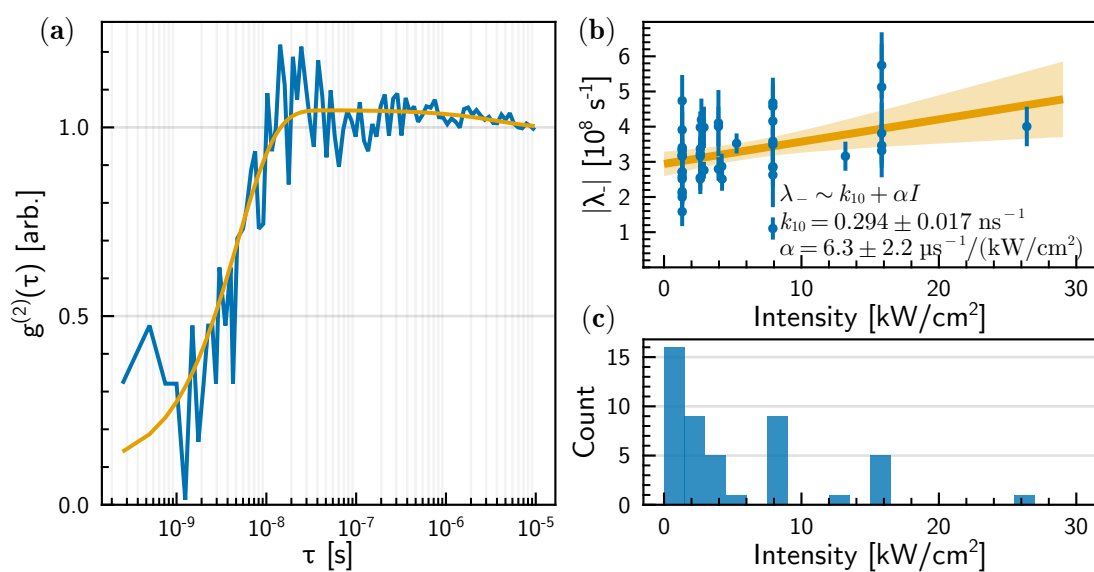 (a)
g⁽²⁾(τ) [arb.]
1.0
0.5
0.0
10⁻⁹ 10⁻⁸ 10⁻⁷ 10⁻⁶ 10⁻⁵
τ [s]
(b)
|λ₋| [10⁸ s⁻¹]
6
5
4
3
2
1
λ₋ ∼ k₁₀ + αI
k₁₀ = 0.294 ± 0.017 ns⁻¹
α = 6.3 ± 2.2 μs⁻¹/(kW/cm²)
0 10 20 30
Intensity [kW/cm²]
(c)
Count
15
10
5
0
0 10 20 30
Intensity [kW/cm²]